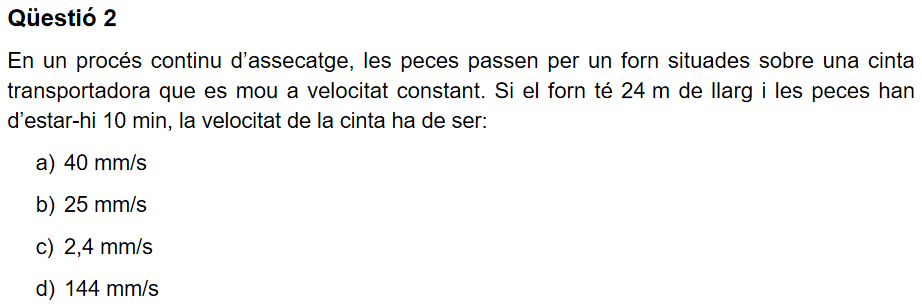 Qüestió 2
En un procés continu d’assecatge, les peces passen per un forn situades sobre una cinta
transportadora que es mou a velocitat constant. Si el forn té 24 m de llarg i les peces han
d’estar-hi 10 min, la velocitat de la cinta ha de ser:
a) 40 mm/s
b) 25 mm/s
c) 2,4 mm/s
d) 144 mm/s